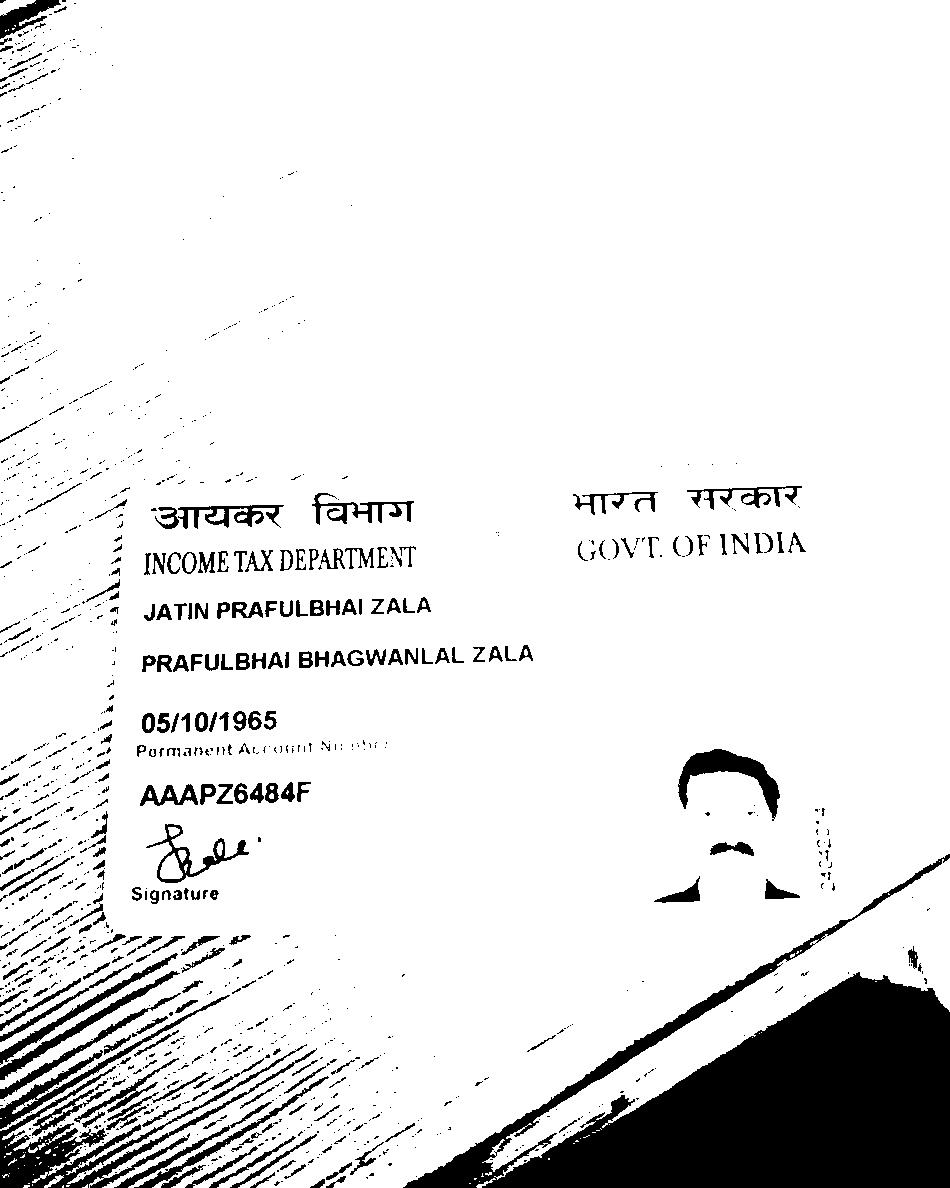 आयकर विभाग
भारत सरकार
INCOME TAX DEPARTMENT
GOVT. OF INDIA
JATIN PRAFULBHAI ZALA
PRAFULBHAI BHAGWANLAL ZALA
05/10/1965
Permanent Account Number
AAAPZ6484F
Signature